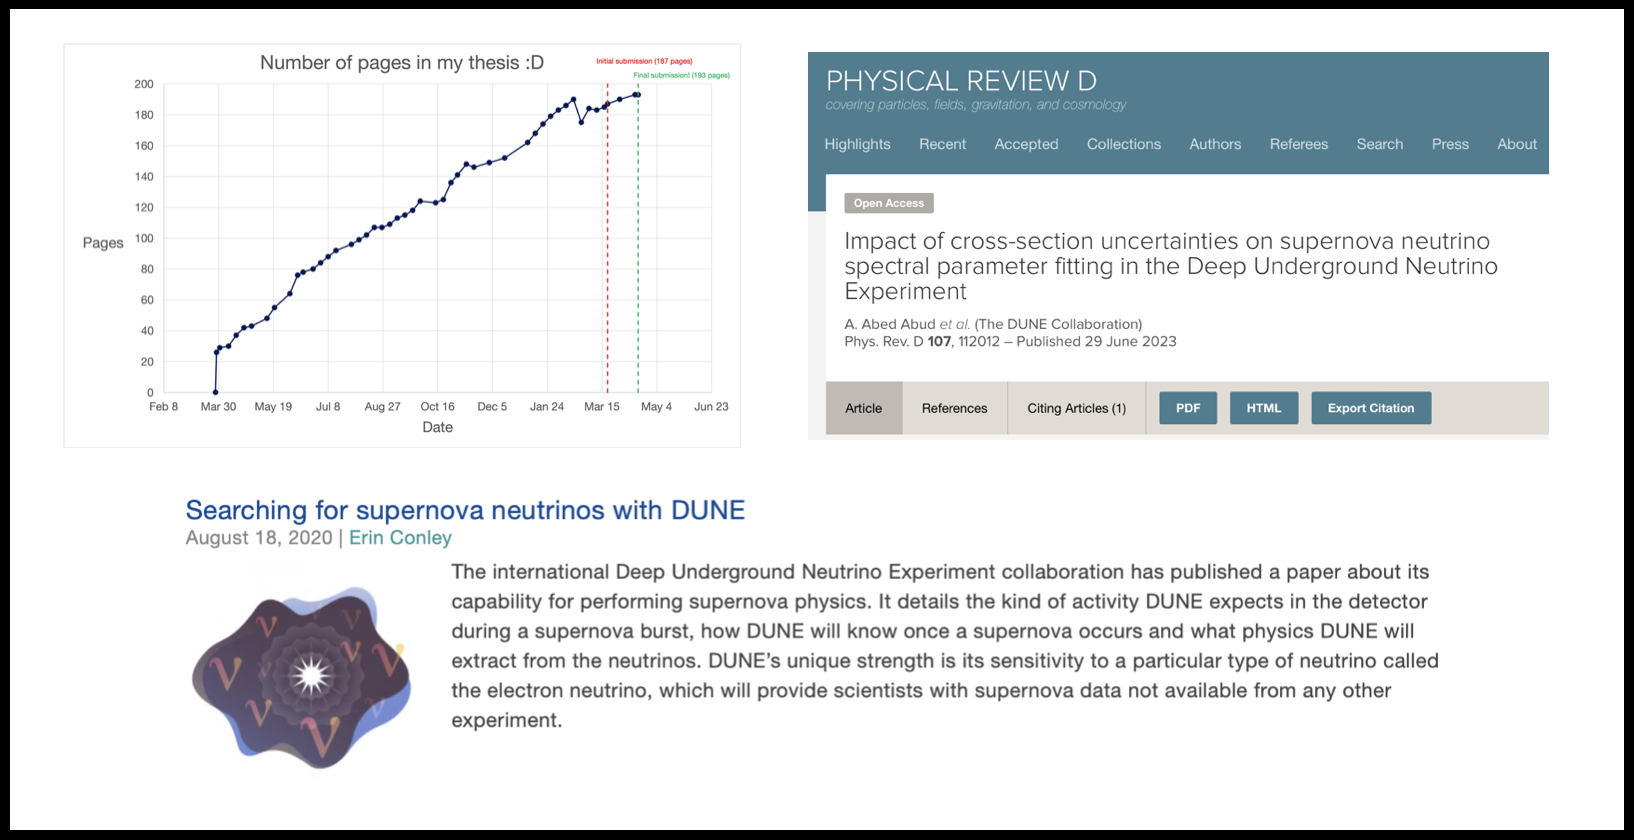 Number of pages in my thesis :D
Initial submission (187 pages)
Final submission! (193 pages)
200
180
160
140
120
Pages
100
80
60
40
20
0
Feb 8
Mar 30
May 19
Jul 8
Aug 27
Oct 16
Dec 5
Jan 24
Mar 15
May 4
Jun 23
Date
PHYSICAL REVIEW D
covering particles, fields, gravitation, and cosmology
Highlights Recent Accepted Collections Authors Referees Search Press About
Open Access
Impact of cross-section uncertainties on supernova neutrino
spectral parameter fitting in the Deep Underground Neutrino
Experiment
A. Abed Abud et al. (The DUNE Collaboration)
Phys. Rev. D 107, 112012 – Published 29 June 2023
Article References Citing Articles (1) PDF HTML Export Citation
Searching for supernova neutrinos with DUNE
August 18, 2020 | Erin Conley
The international Deep Underground Neutrino Experiment collaboration has published a paper about its
capability for performing supernova physics. It details the kind of activity DUNE expects in the detector
during a supernova burst, how DUNE will know once a supernova occurs and what physics DUNE will
extract from the neutrinos. DUNE’s unique strength is its sensitivity to a particular type of neutrino called
the electron neutrino, which will provide scientists with supernova data not available from any other
experiment.
ν
ν
ν
ν
ν
ν